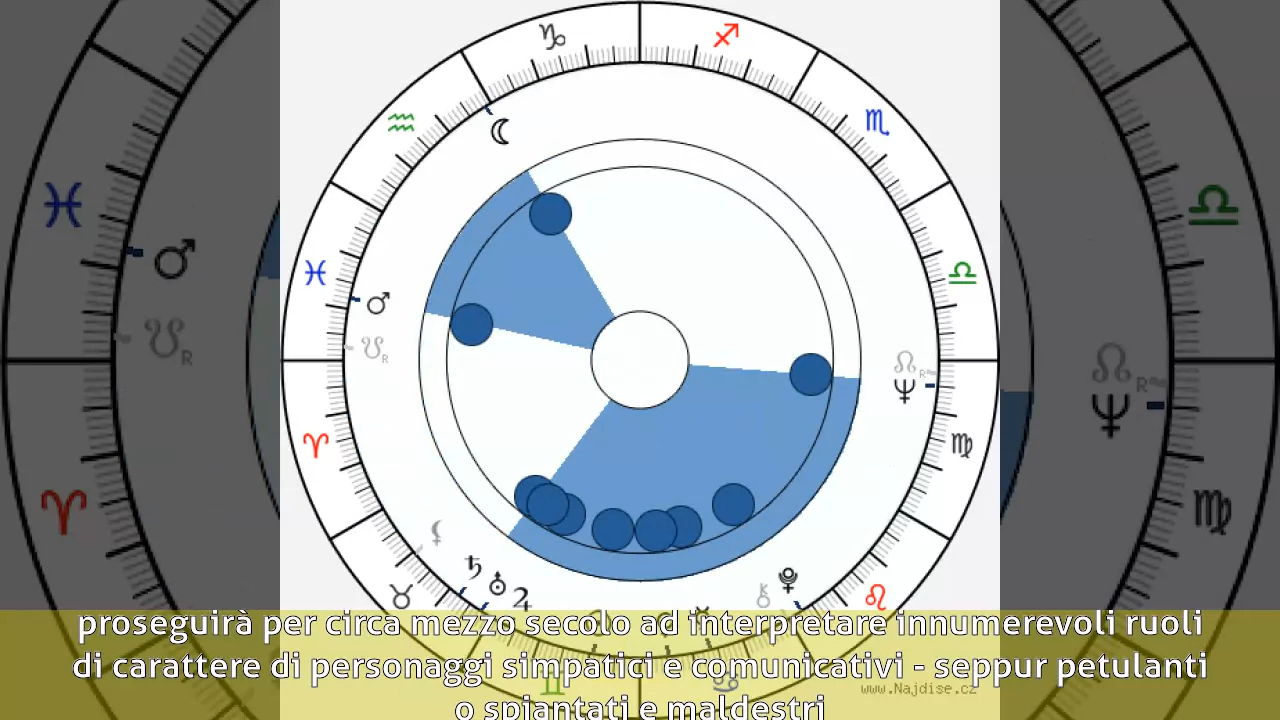 proseguirà per circa mezzo secolo ad interpretare innumerevoli ruoli
di carattere di personaggi simpatici e comunicativi - seppur petulanti
www.Najdise.cz
o spiantati e maldestri